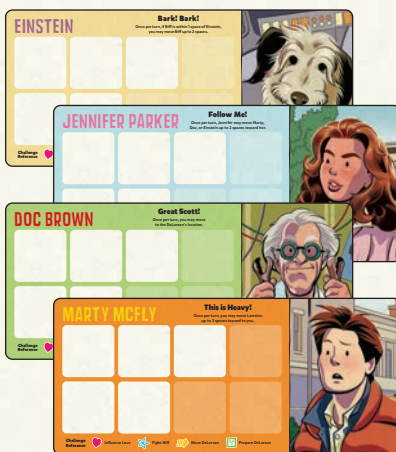 EINSTEIN
Bark! Bark!
Once per turn, if Biff is within 1 space of Einstein,
you may move Biff up to 2 spaces.
Challenge
Reference
JENNIFER PARKER
Follow Me!
Once per turn, Jennifer may move Marty,
Doc, or Einstein up to 2 spaces toward her.
DOC BROWN
Great Scott!
Once per turn, you may move
to the DeLorean's location.
Challenge
Reference
MARTY MCFLY
This is Heavy!
Once per turn, you may move Lorraine
up to 2 spaces toward you.
Challenge
Reference
Influence Love
Fight Biff
Move DeLorean
Prepare DeLorean